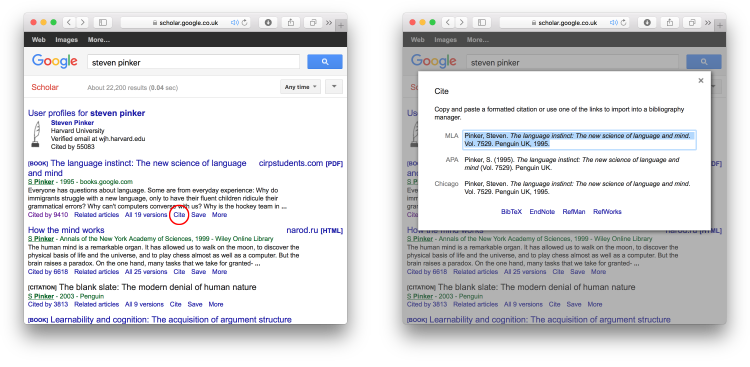 scholar.google.co.uk
Web Images More...
Google
steven pinker
Scholar
About 22,200 results (0.04 sec)
Any time
User profiles for steven pinker
Steven Pinker
Harvard University
Verified email at wjh.harvard.edu
Cited by 55083
[BOOK] The language instinct: The new science of language
and mind
cirpstudents.com [PDF]
S Pinker - 1995 - books.google.com
Everyone has questions about language. Some are from everyday experience: Why do
immigrants struggle with a new language, only to have their fluent children ridicule their
grammatical errors? Why can't computers converse with us? Why is the hockey team in ...
Cited by 9410 Related articles All 19 versions Cite Save More
How the mind works
narod.ru [HTML]
S Pinker - Annals of the New York Academy of Sciences, 1999 - Wiley Online Library
The human mind is a remarkable organ. It has allowed us to walk on the moon, to discover the
physical basis of life and the universe, and to play chess almost as well as a computer. But the
brain raises a paradox. On the one hand, many tasks that we take for granted- ...
Cited by 6618 Related articles All 25 versions Cite Save More
[CITATION] The blank slate: The modern denial of human nature
S Pinker - 2003 - Penguin
Cited by 3813 Related articles All 9 versions Cite Save More
[BOOK] Learnability and cognition: The acquisition of argument structure
scholar.google.co.uk
Web Images More...
Google
steven pinker
Scholar
Any time
Cite
Copy and paste a formatted citation or use one of the links to import into a bibliography
manager.
MLA
Pinker, Steven. The language instinct: The new science of language and mind.
Vol. 7529. Penguin UK, 1995.
APA
Pinker, S. (1995). The language instinct: The new science of language and
mind (Vol. 7529). Penguin UK.
Chicago
Pinker, Steven. The language instinct: The new science of language and mind.
Vol. 7529. Penguin UK, 1995.
BibTeX EndNote RefMan RefWorks
[HTML]
S Pinker - Annals of the New York Academy of Sciences, 1999 - Wiley Online Library
The human mind is a remarkable organ. It has allowed us to walk on the moon, to discover the
physical basis of life and the universe, and to play chess almost as well as a computer. But the
brain raises a paradox. On the one hand, many tasks that we take for granted- ...
Cited by 6618 Related articles All 25 versions Cite Save More
[CITATION] The blank slate: The modern denial of human nature
S Pinker - 2003 - Penguin
Cited by 3813 Related articles All 9 versions Cite Save More
[BOOK] Learnability and cognition: The acquisition of argument structure